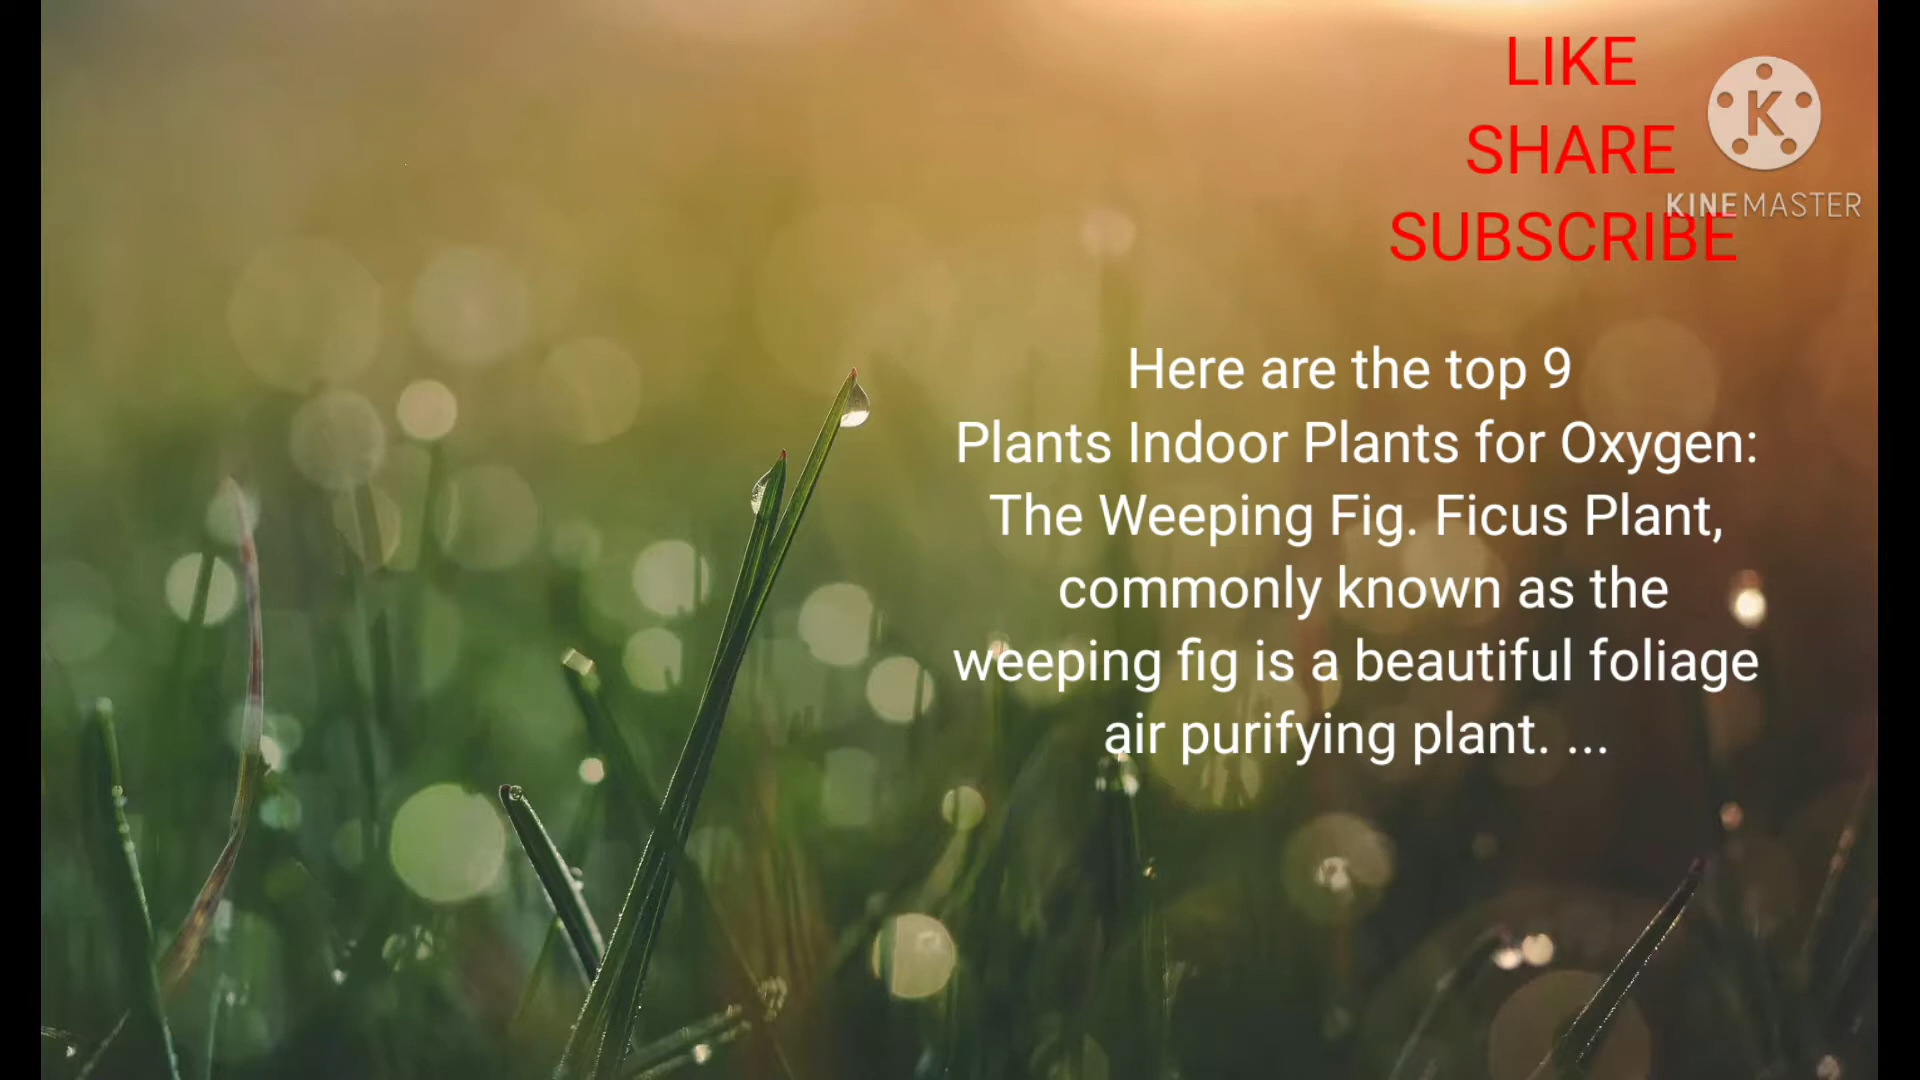 LIKE
SHARE
SUBSCRIBE
K
KINEMASTER
Here are the top 9
Plants Indoor Plants for Oxygen:
The Weeping Fig. Ficus Plant,
commonly known as the
weeping fig is a beautiful foliage
air purifying plant. ...